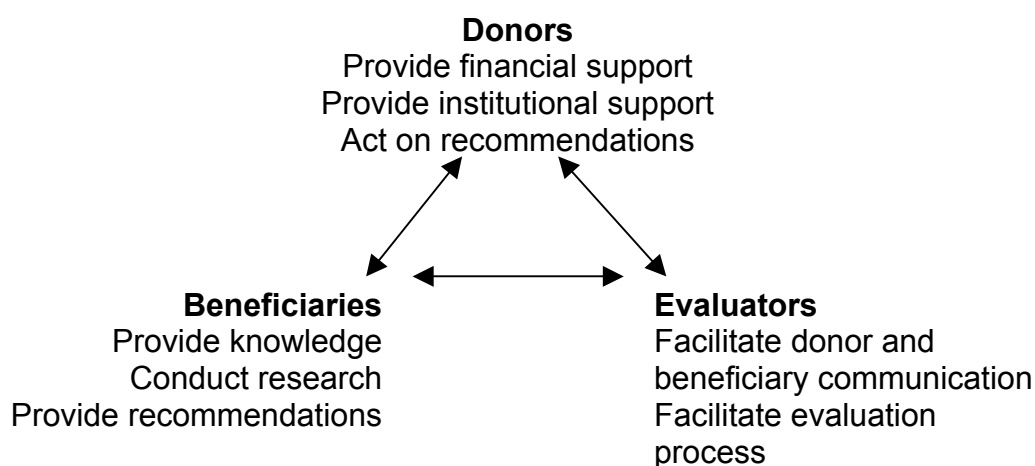 Donors
Provide financial support
Provide institutional support
Act on recommendations
Beneficiaries
Provide knowledge
Conduct research
Provide recommendations
Evaluators
Facilitate donor and
beneficiary communication
Facilitate evaluation
process